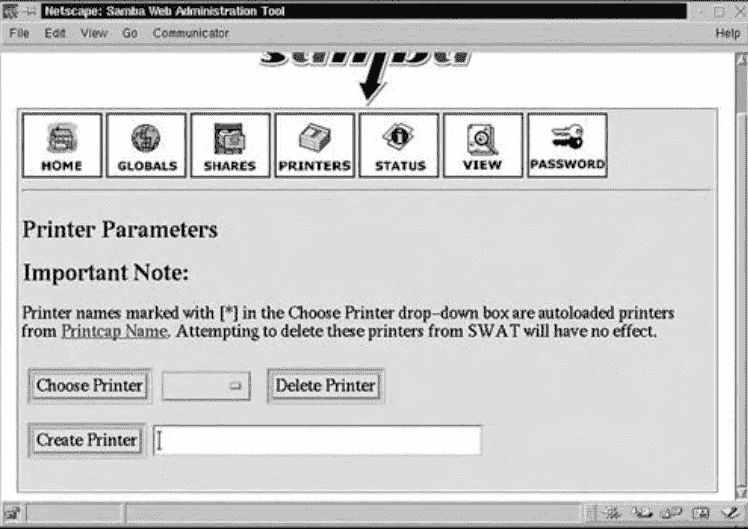 Netscape: Samba Web Administration Tool
File Edit View Go Communicator Help
samba
HOME GLOBALS SHARES PRINTERS STATUS VIEW PASSWORD
Printer Parameters
Important Note:
Printer names marked with [*] in the Choose Printer drop-down box are autoloaded printers
from Printcap Name. Attempting to delete these printers from SWAT will have no effect.
Choose Printer Delete Printer
Create Printer